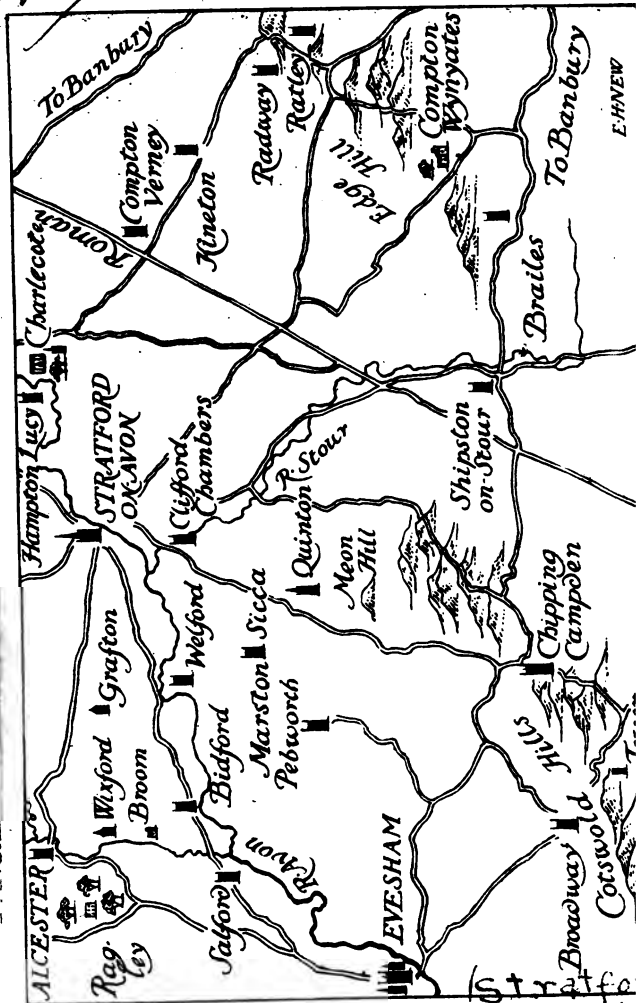 ALCESTER
Rag-
ley
Wixford
Broom
Grafton
Salford
Bidford
Welford
Hampton Lucy
STRATFORD
ON·AVON
Charlecote
Roman
To Banbury
Compton
Verney
Kineton
Radway
Ratley
Edge
Hill
Compton
Wynyates
To Banbury
E·H·NEW
Brailes
Clifford
Chambers
R. Stour
Shipston
on·Stour
Quinton
Meon
Hill
Marston Sicca
Pebworth
R. Avon
EVESHAM
Chipping
Campden
Broadway
Cotswold
Hills
(Stratfo